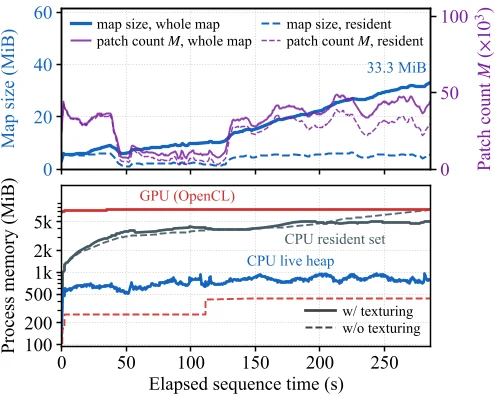 60
40
20
0
Map size (MiB)
map size, whole map
map size, resident
patch count M, whole map
patch count M, resident
33.3 MiB
100
50
0
Patch count M (×10³)
Process memory (MiB)
5k
2k
1k
500
200
100
GPU (OpenCL)
CPU resident set
CPU live heap
w/ texturing
w/o texturing
0 50 100 150 200 250
Elapsed sequence time (s)